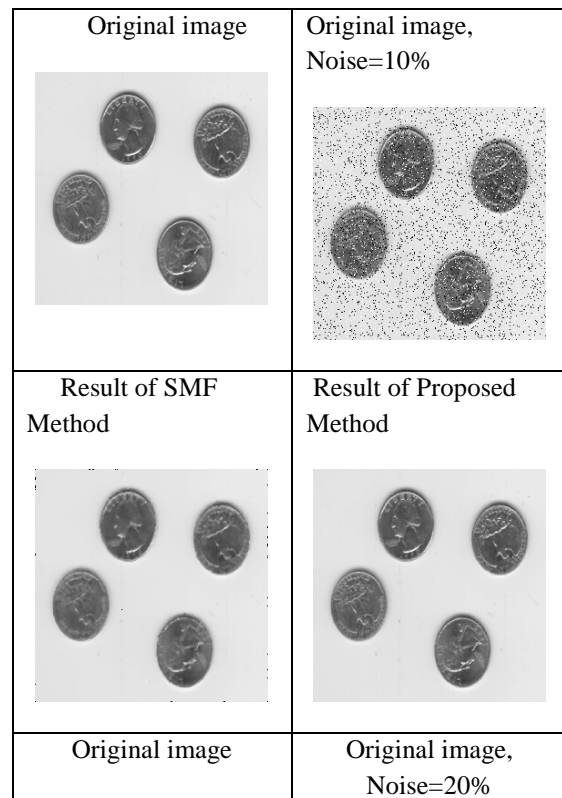 Original image
Original image,
Noise=10%
Result of SMF
Method
Result of Proposed
Method
Original image
Original image,
Noise=20%